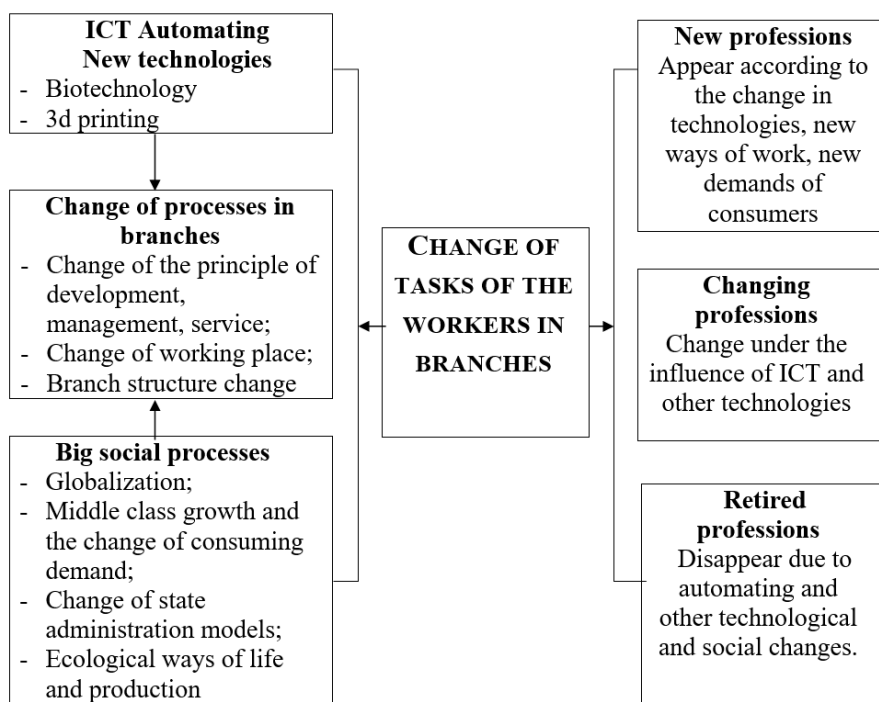 ICT Automating
New technologies
- Biotechnology
- 3d printing
Change of processes in
branches
- Change of the principle of
development,
management, service;
- Change of working place;
- Branch structure change
Big social processes
- Globalization;
- Middle class growth and
the change of consuming
demand;
- Change of state
administration models;
- Ecological ways of life
and production
CHANGE OF
TASKS OF THE
WORKERS IN
BRANCHES
New professions
Appear according to
the change in
technologies, new
ways of work, new
demands of
consumers
Changing
professions
Change under the
influence of ICT and
other technologies
Retired
professions
Disappear due to
automating and
other technological
and social changes.